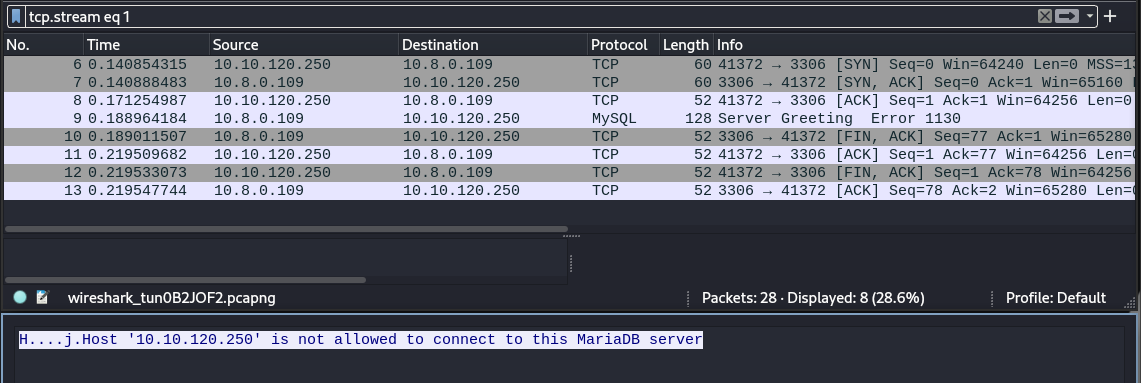 tcp.stream eq 1
No. Time Source Destination Protocol Length Info
6 0.140854315 10.10.120.250 10.8.0.109 TCP 60 41372 → 3306 [SYN] Seq=0 Win=64240 Len=0 MSS=13
7 0.140888483 10.8.0.109 10.10.120.250 TCP 60 3306 → 41372 [SYN, ACK] Seq=0 Ack=1 Win=65160
8 0.171254987 10.10.120.250 10.8.0.109 TCP 52 41372 → 3306 [ACK] Seq=1 Ack=1 Win=64256 Len=0
9 0.188964184 10.8.0.109 10.10.120.250 MySQL 128 Server Greeting  Error 1130
10 0.189011507 10.8.0.109 10.10.120.250 TCP 52 3306 → 41372 [FIN, ACK] Seq=77 Ack=1 Win=65280
11 0.219509682 10.10.120.250 10.8.0.109 TCP 52 41372 → 3306 [ACK] Seq=1 Ack=77 Win=64256 Len=
12 0.219533073 10.10.120.250 10.8.0.109 TCP 52 41372 → 3306 [FIN, ACK] Seq=1 Ack=78 Win=64256
13 0.219547744 10.8.0.109 10.10.120.250 TCP 52 3306 → 41372 [ACK] Seq=78 Ack=2 Win=65280 Len=
wireshark_tun0B2JOF2.pcapng Packets: 28 · Displayed: 8 (28.6%) Profile: Default
H....j.Host '10.10.120.250' is not allowed to connect to this MariaDB server